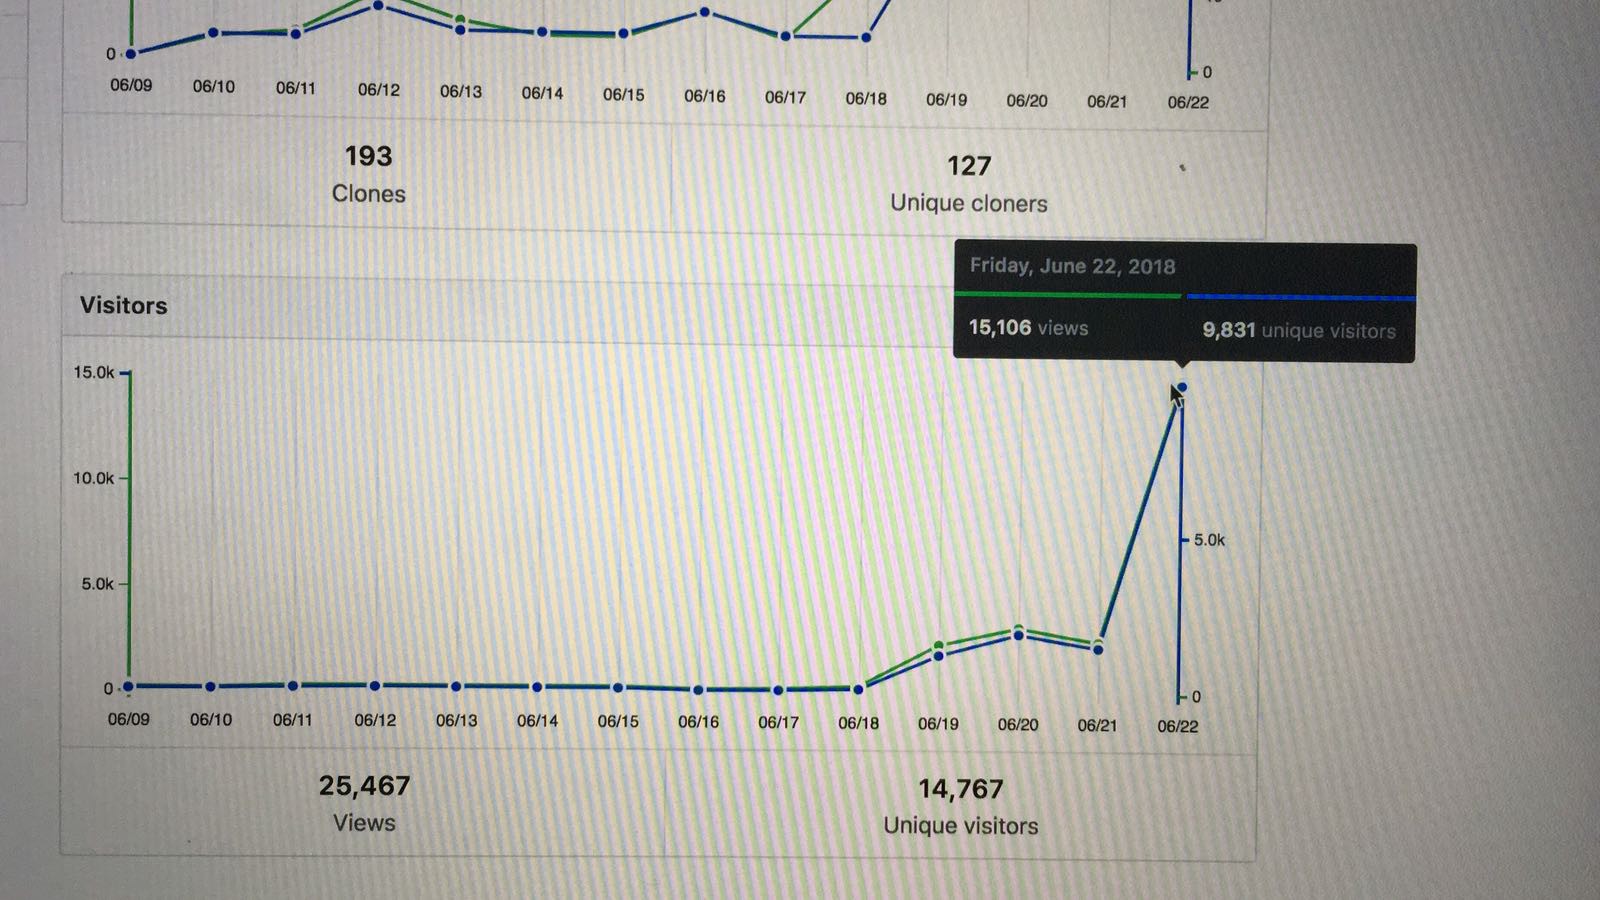 0
0
06/09 06/10 06/11 06/12 06/13 06/14 06/15 06/16 06/17 06/18 06/19 06/20 06/21 06/22
193
Clones
127
Unique cloners
Visitors
Friday, June 22, 2018
15,106 views 9,831 unique visitors
15.0k
10.0k
5.0k
5.0k
0
0
06/09 06/10 06/11 06/12 06/13 06/14 06/15 06/16 06/17 06/18 06/19 06/20 06/21 06/22
25,467
Views
14,767
Unique visitors